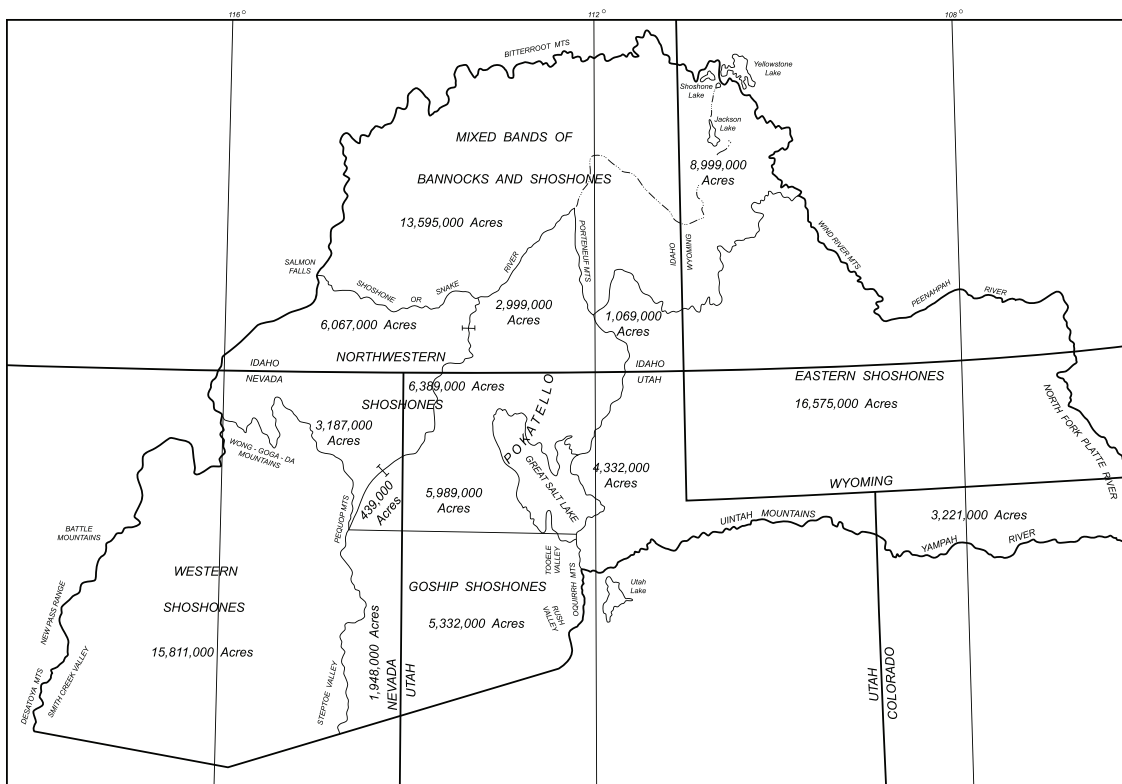 116°
112°
108°
BITTERROOT MTS
Yellowstone
Lake
Shoshone
Lake
Jackson
Lake
MIXED BANDS OF
BANNOCKS AND SHOSHONES
13,595,000 Acres
8,999,000
Acres
SALMON
FALLS
SHOSHONE OR SNAKE RIVER
PORTENEUF MTS
IDAHO
WYOMING
WIND RIVER MTS
PEENAHPAH RIVER
2,999,000
Acres
1,069,000
Acres
6,067,000 Acres
NORTHWESTERN
SHOSHONES
IDAHO
NEVADA
IDAHO
UTAH
6,389,000 Acres
EASTERN SHOSHONES
16,575,000 Acres
NORTH FORK PLATTE RIVER
3,187,000
Acres
WONG - GOGA - DA
MOUNTAINS
POKATELLO
GREAT SALT LAKE
4,332,000
Acres
439,000
Acres
5,989,000
Acres
WYOMING
3,221,000 Acres
UINTAH MOUNTAINS
YAMPAH RIVER
BATTLE
MOUNTAINS
PEQUOP MTS
TOOELE
VALLEY
WESTERN
SHOSHONES
15,811,000 Acres
GOSHIP SHOSHONES
5,332,000 Acres
OQUIRRH MTS
RUSH
VALLEY
Utah
Lake
NEW PASS RANGE
DESATOYA MTS
SMITH CREEK VALLEY
STEPTOE VALLEY
1,948,000 Acres
NEVADA
UTAH
UTAH
COLORADO